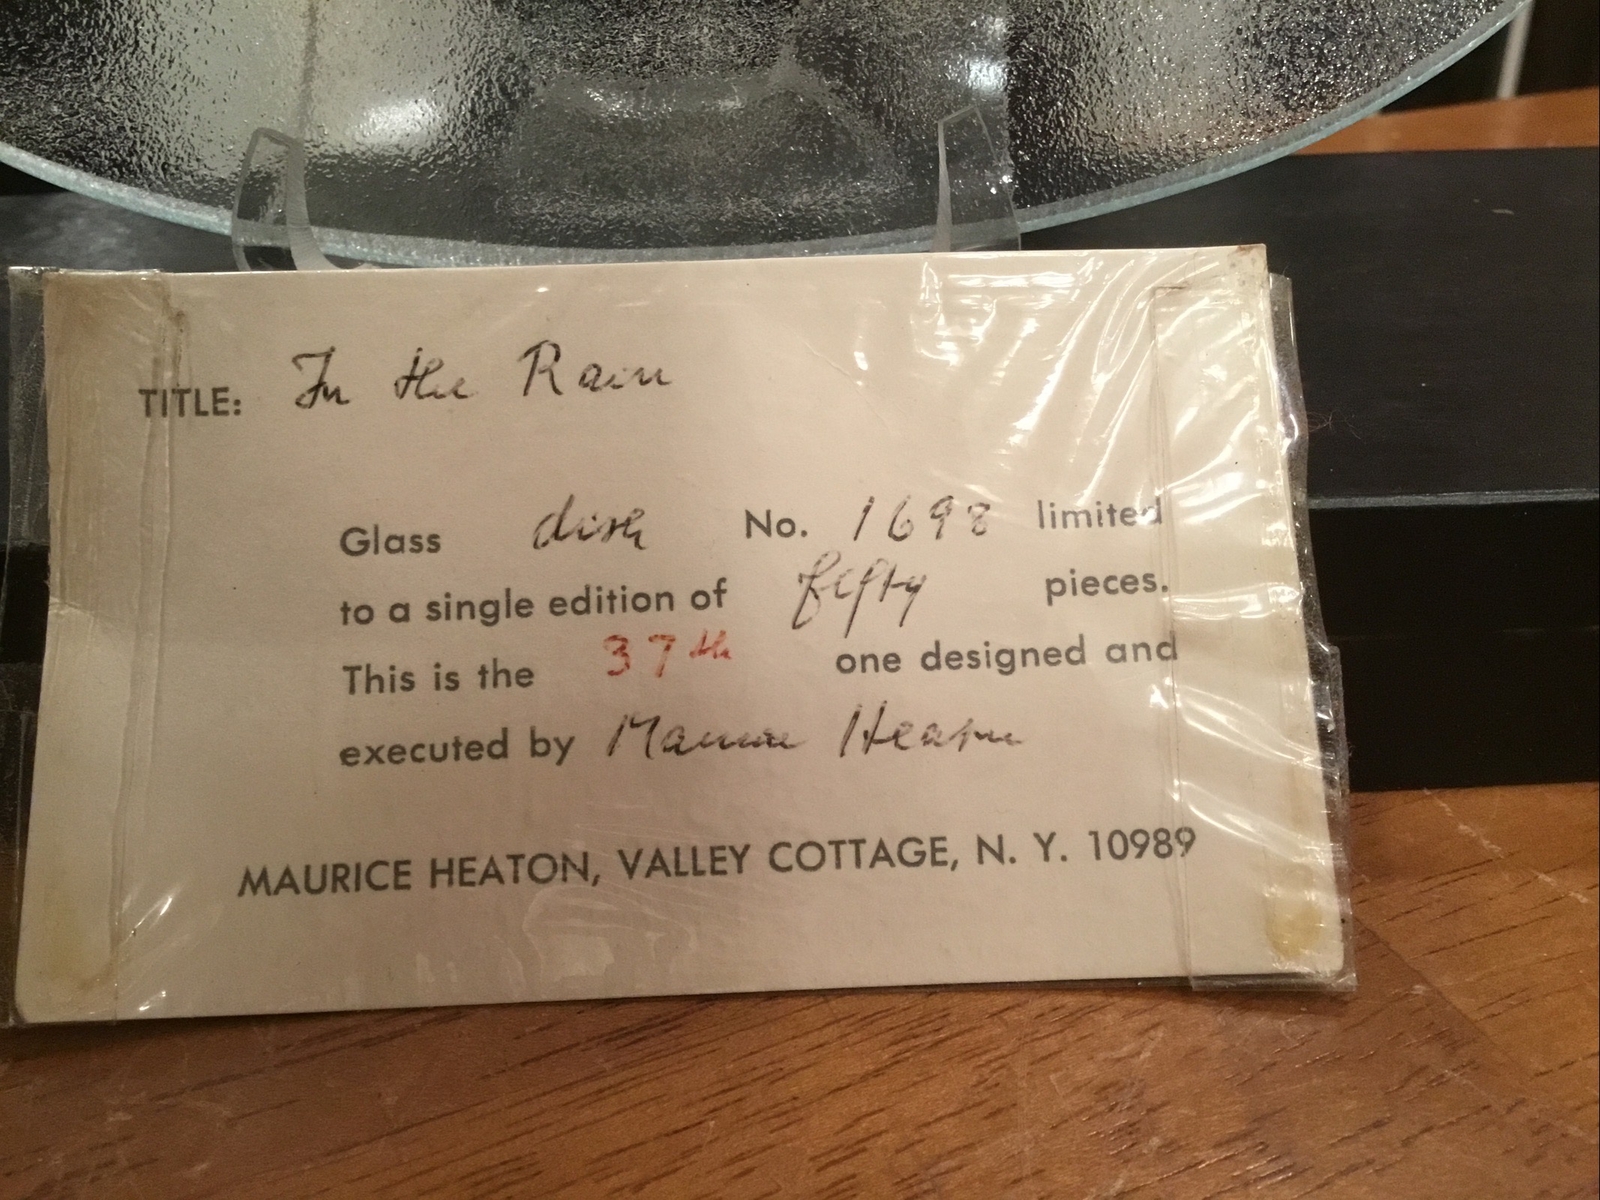 TITLE: In the Rain
Glass dish No. 1698 limited
to a single edition of fifty pieces.
This is the 37th one designed and
executed by Maurice Heaton
MAURICE HEATON, VALLEY COTTAGE, N. Y. 10989